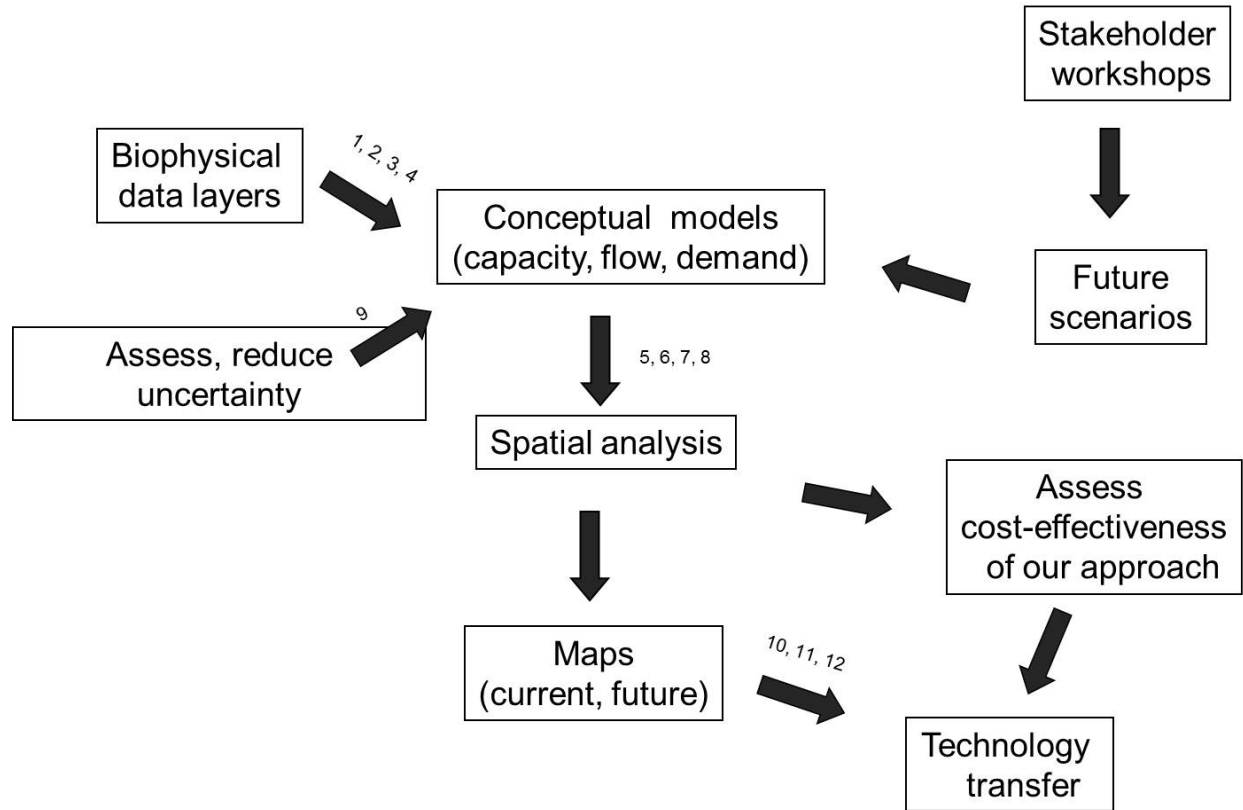 Stakeholder
workshops
Biophysical
data layers
1, 2, 3, 4
Conceptual models
(capacity, flow, demand)
Future
scenarios
9
Assess, reduce
uncertainty
5, 6, 7, 8
Spatial analysis
Assess
cost-effectiveness
of our approach
Maps
(current, future)
10, 11, 12
Technology
transfer